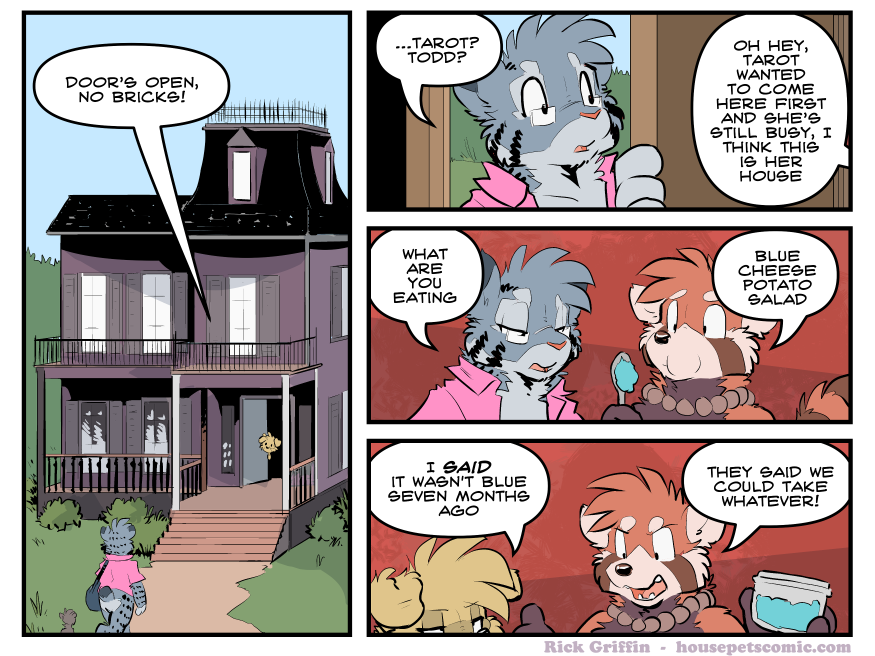 DOOR'S OPEN,
NO BRICKS!
...TAROT?
TODD?
OH HEY,
TAROT
WANTED
TO COME
HERE FIRST
AND SHE'S
STILL BUSY, I
THINK THIS
IS HER
HOUSE
WHAT
ARE
YOU
EATING
BLUE
CHEESE
POTATO
SALAD
I SAID
IT WASN'T BLUE
SEVEN MONTHS
AGO
THEY SAID WE
COULD TAKE
WHATEVER!
Rick Griffin - housepetscomic.com